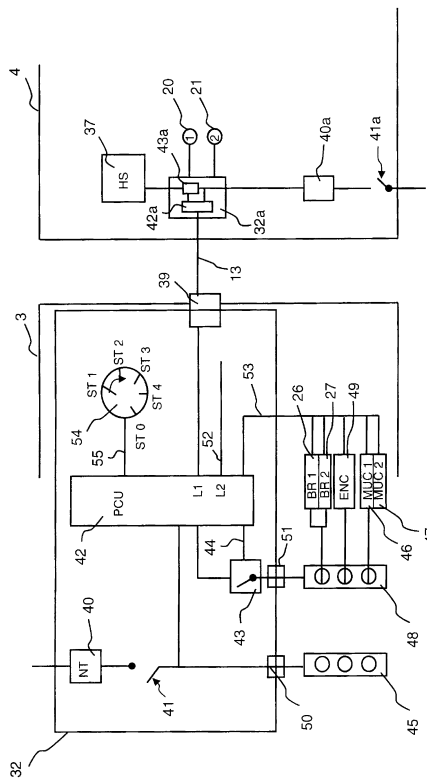 32
3
4
40
NT
42
PCU
55
54
ST 0
ST 1
ST 2
ST 3
ST 4
37
HS
41
44
43
L1
L2
52
39
13
42a
43a
32a
20
1
21
2
50
51
53
40a
41a
45
48
BR 1
BR 2
ENC
MUC 1
MUC 2
26
27
49
46
47